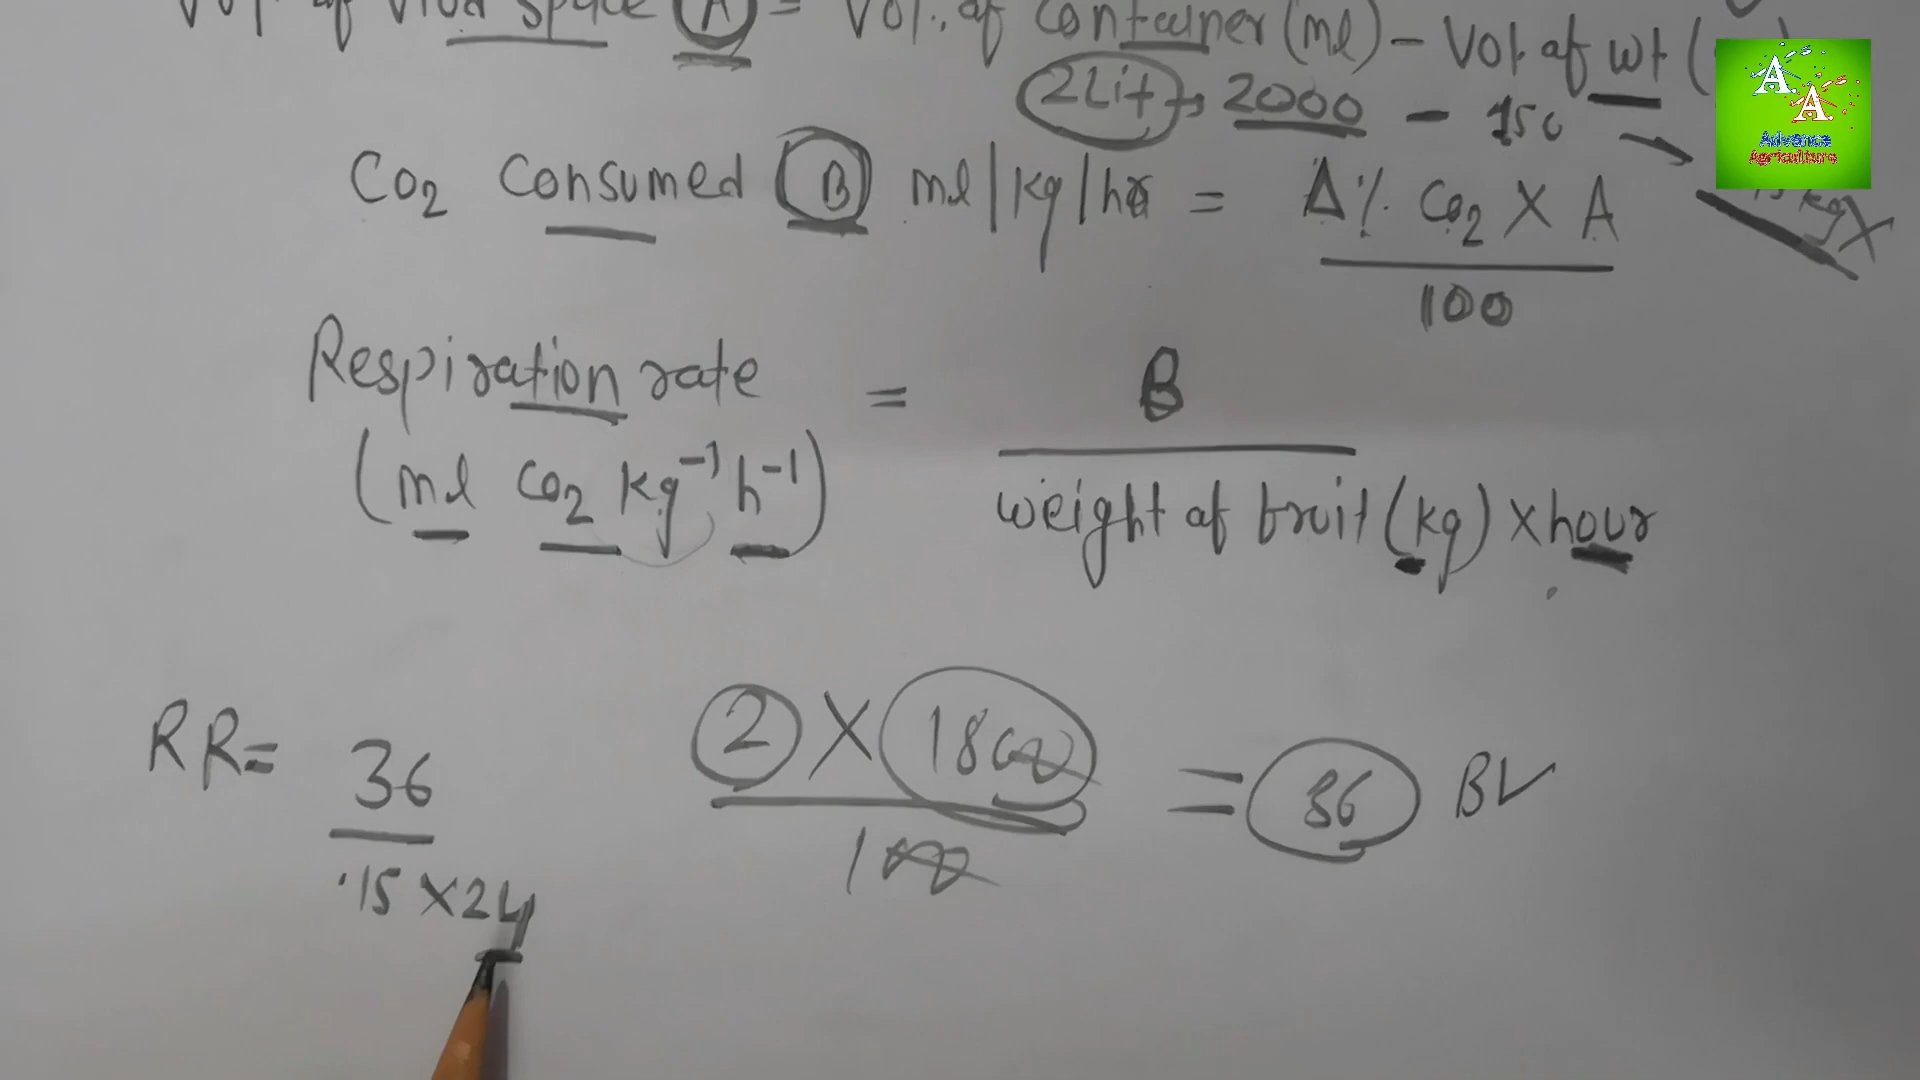 Vol. of Void space (A) = Vol. of container (ml) - Vol. of wt (
2Lit → 2000 - 150 →
CO2 consumed (B) ml/kg/hr = Δ% CO2 X A
100
15 kg X
Respiration rate = B
(ml CO2 kg-1 h-1) weight of fruit (kg) X hour
RR= 36
.15 X 24
2 X 1800 = 36 B✓
100
A
A
Advance
Agriculture